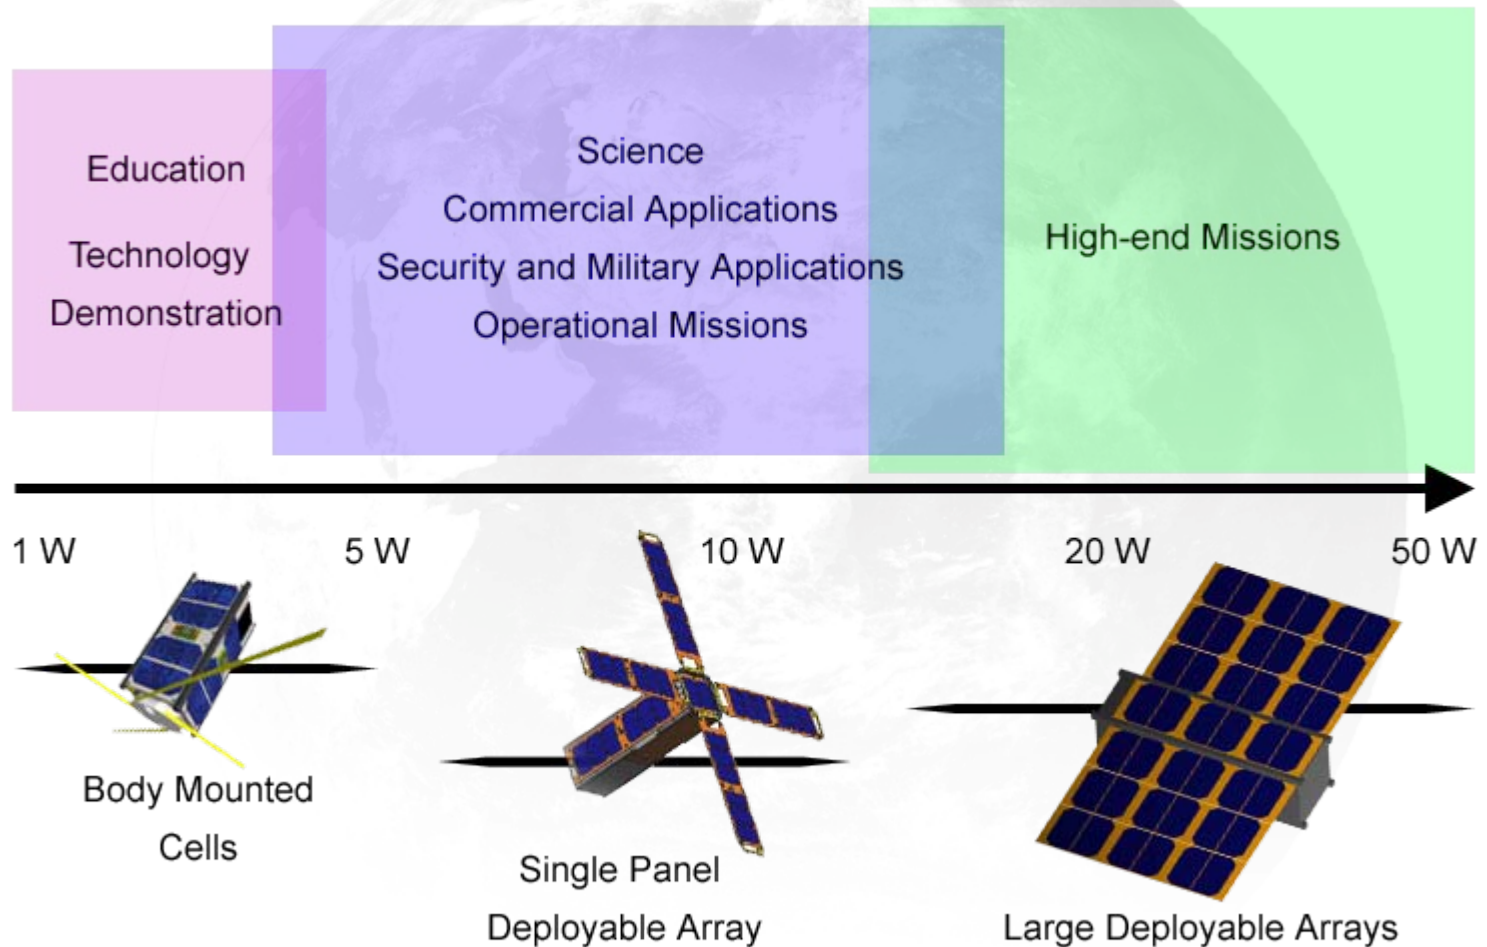 Education
Technology
Demonstration
Science
Commercial Applications
Security and Military Applications
Operational Missions
High-end Missions
1 W 5 W 10 W 20 W 50 W
Body Mounted
Cells
Single Panel
Deployable Array
Large Deployable Arrays